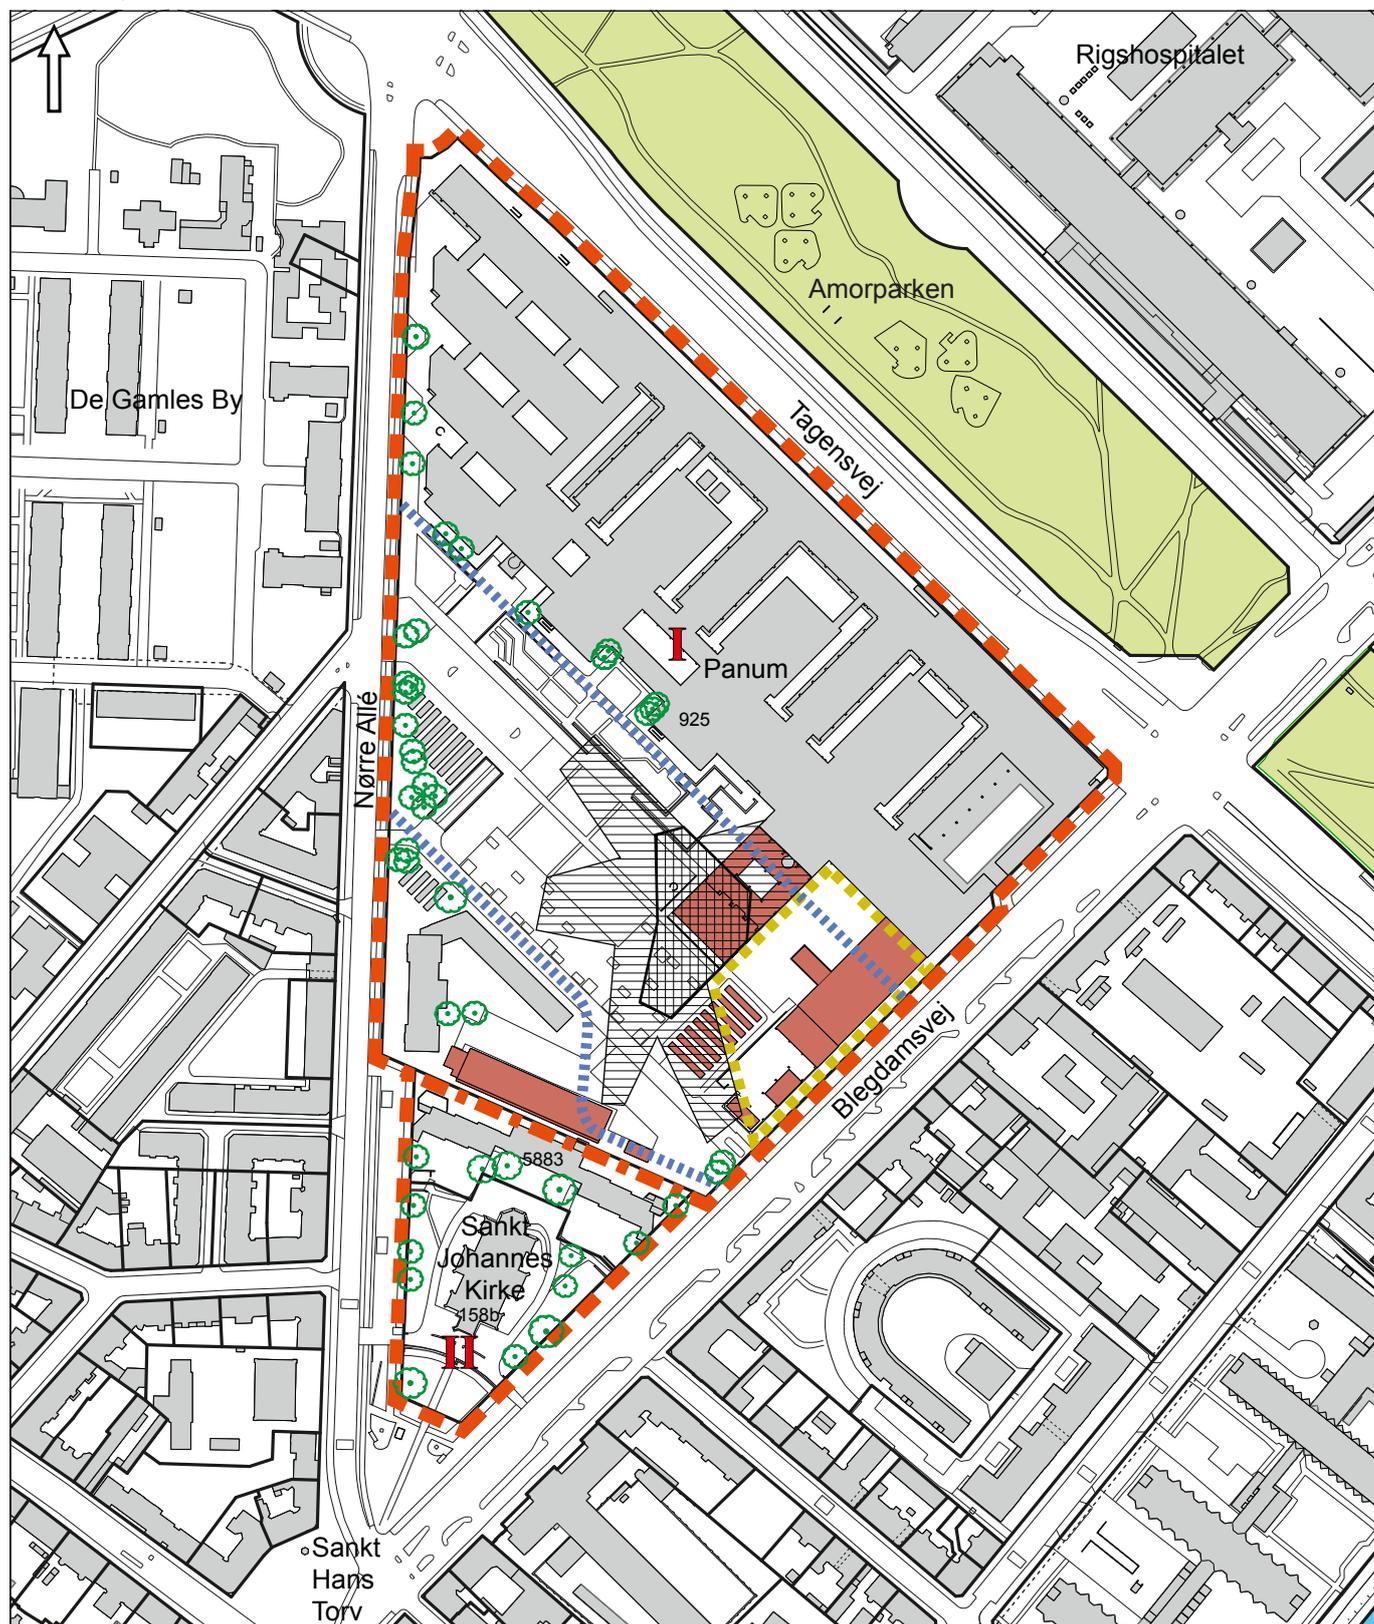 Rigshospitalet
Amorparken
De Gamles By
Tagensvej
I
Panum
925
Nørre Allé
Blegdamsvej
5883
Sankt
Johannes
Kirke
158b
II
Sankt
Hans
Torv